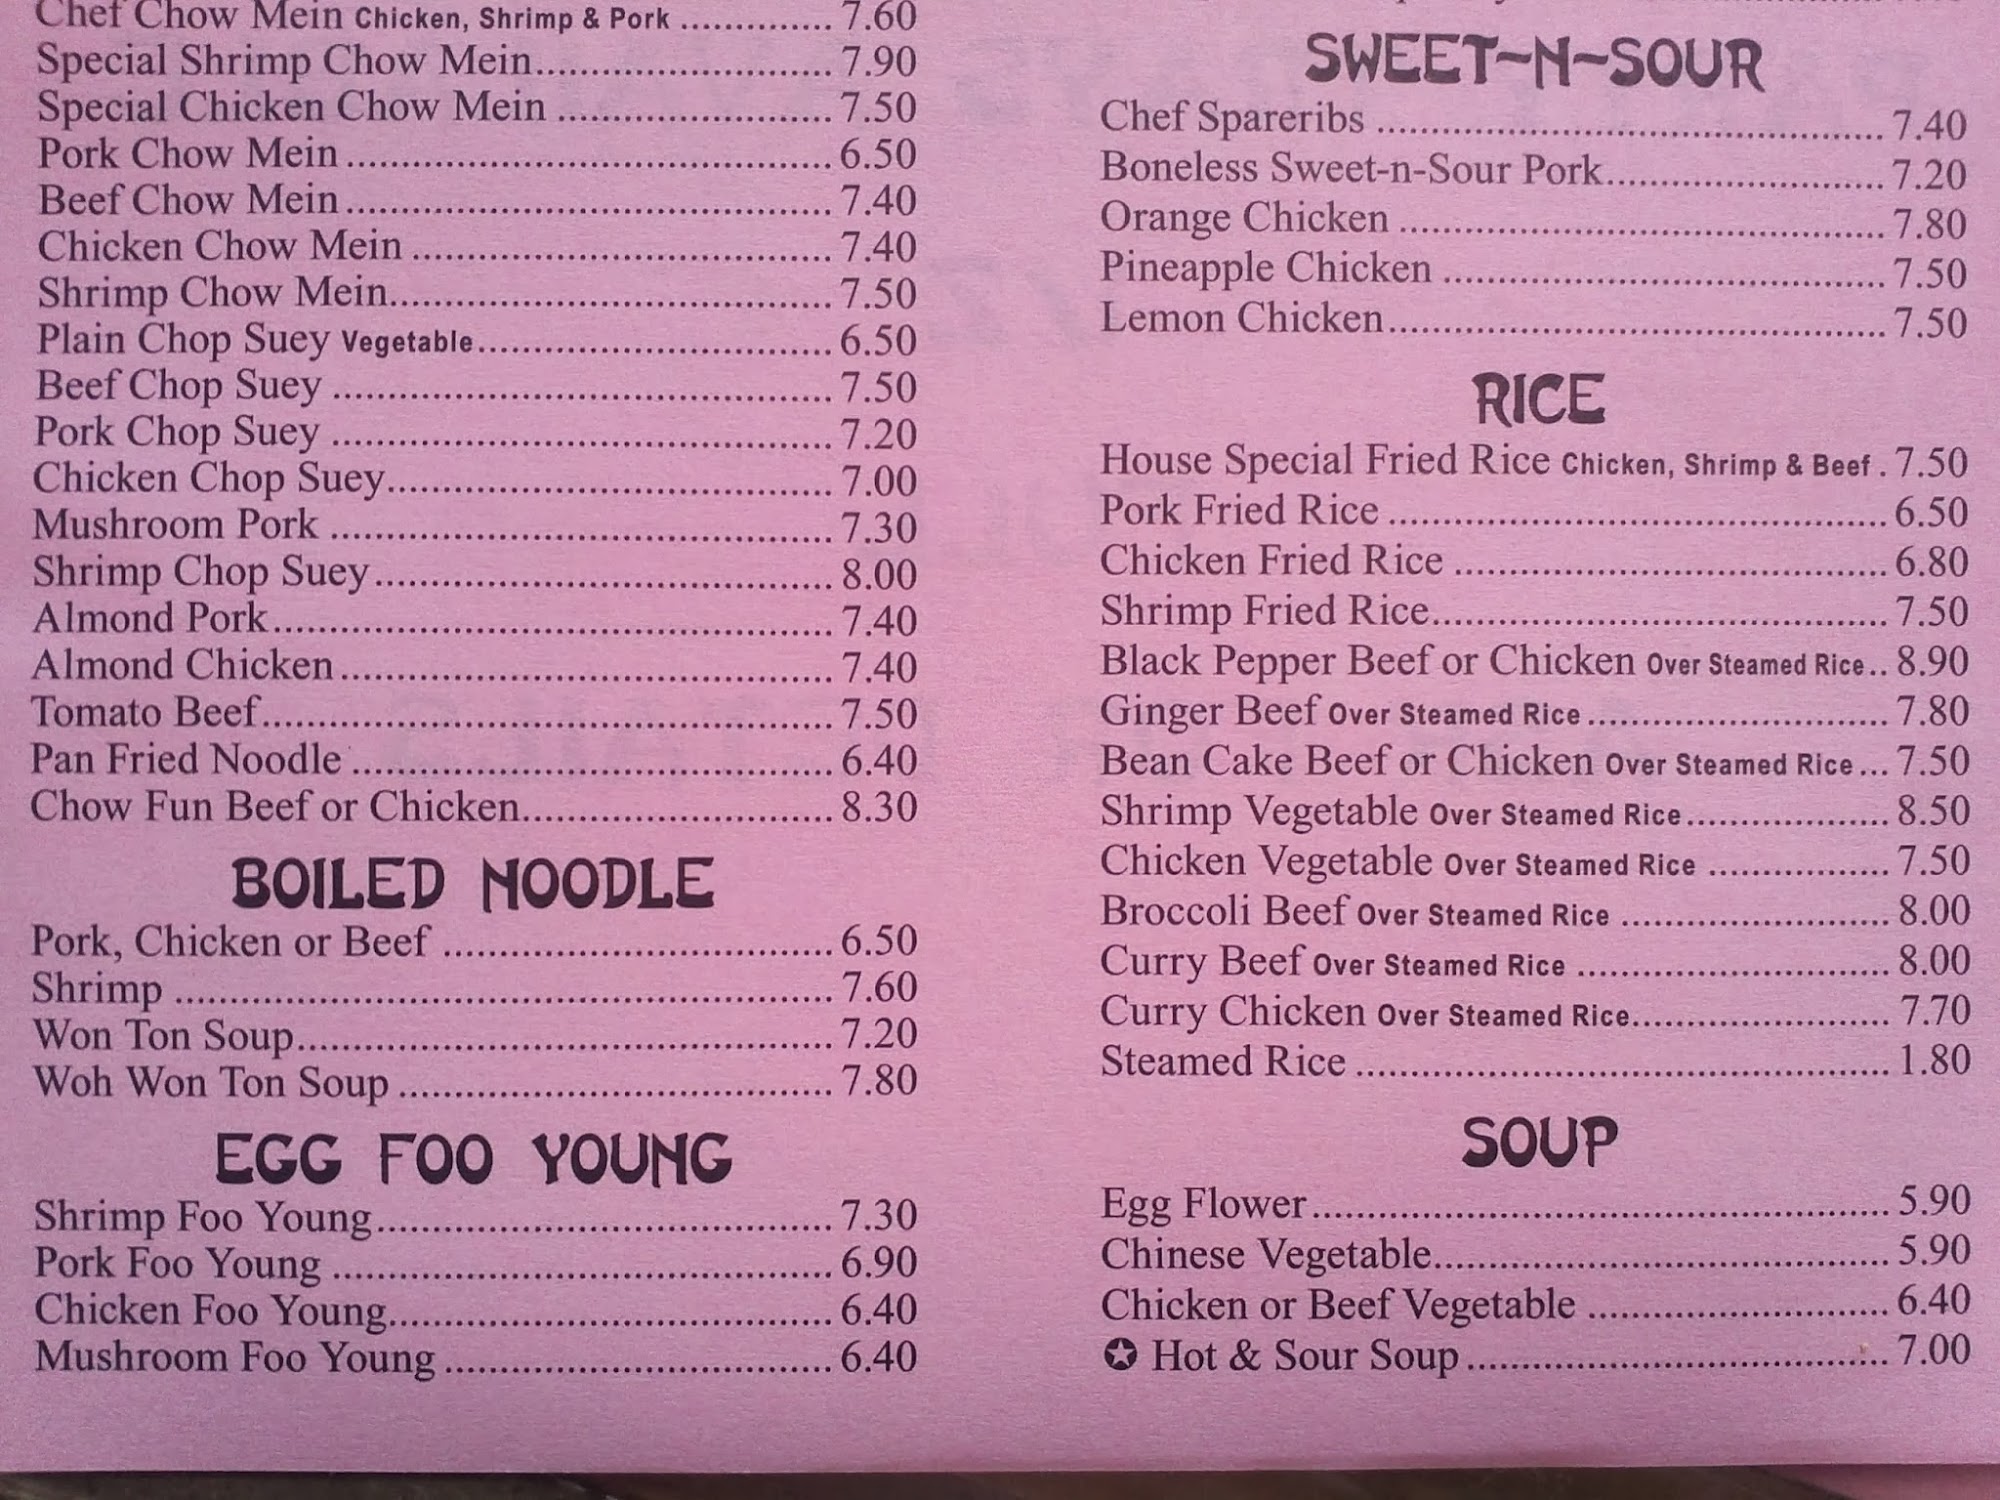 Chef Chow Mein Chicken, Shrimp & Pork ............... 7.60
Special Shrimp Chow Mein............................ 7.90
Special Chicken Chow Mein .......................... 7.50
Pork Chow Mein ............................................. 6.50
Beef Chow Mein ............................................. 7.40
Chicken Chow Mein ....................................... 7.40
Shrimp Chow Mein......................................... 7.50
Plain Chop Suey Vegetable................................. 6.50
Beef Chop Suey .............................................. 7.50
Pork Chop Suey .............................................. 7.20
Chicken Chop Suey......................................... 7.00
Mushroom Pork .............................................. 7.30
Shrimp Chop Suey.......................................... 8.00
Almond Pork.................................................... 7.40
Almond Chicken.............................................. 7.40
Tomato Beef..................................................... 7.50
Pan Fried Noodle ............................................. 6.40
Chow Fun Beef or Chicken............................. 8.30
BOILED NOODLE
Pork, Chicken or Beef .................................... 6.50
Shrimp ............................................................. 7.60
Won Ton Soup.................................................. 7.20
Woh Won Ton Soup ........................................ 7.80
EGG FOO YOUNG
Shrimp Foo Young.......................................... 7.30
Pork Foo Young .............................................. 6.90
Chicken Foo Young......................................... 6.40
Mushroom Foo Young .................................... 6.40
SWEET~N~SOUR
Chef Spareribs ............................................... 7.40
Boneless Sweet-n-Sour Pork.......................... 7.20
Orange Chicken ............................................. 7.80
Pineapple Chicken ......................................... 7.50
Lemon Chicken.............................................. 7.50
RICE
House Special Fried Rice Chicken, Shrimp & Beef . 7.50
Pork Fried Rice .............................................. 6.50
Chicken Fried Rice ........................................ 6.80
Shrimp Fried Rice.......................................... 7.50
Black Pepper Beef or Chicken Over Steamed Rice.. 8.90
Ginger Beef Over Steamed Rice ............................ 7.80
Bean Cake Beef or Chicken Over Steamed Rice... 7.50
Shrimp Vegetable Over Steamed Rice................... 8.50
Chicken Vegetable Over Steamed Rice ................. 7.50
Broccoli Beef Over Steamed Rice ......................... 8.00
Curry Beef Over Steamed Rice ............................. 8.00
Curry Chicken Over Steamed Rice........................ 7.70
Steamed Rice ................................................. 1.80
SOUP
Egg Flower..................................................... 5.90
Chinese Vegetable.......................................... 5.90
Chicken or Beef Vegetable ............................ 6.40
✪ Hot & Sour Soup....................................... 7.00